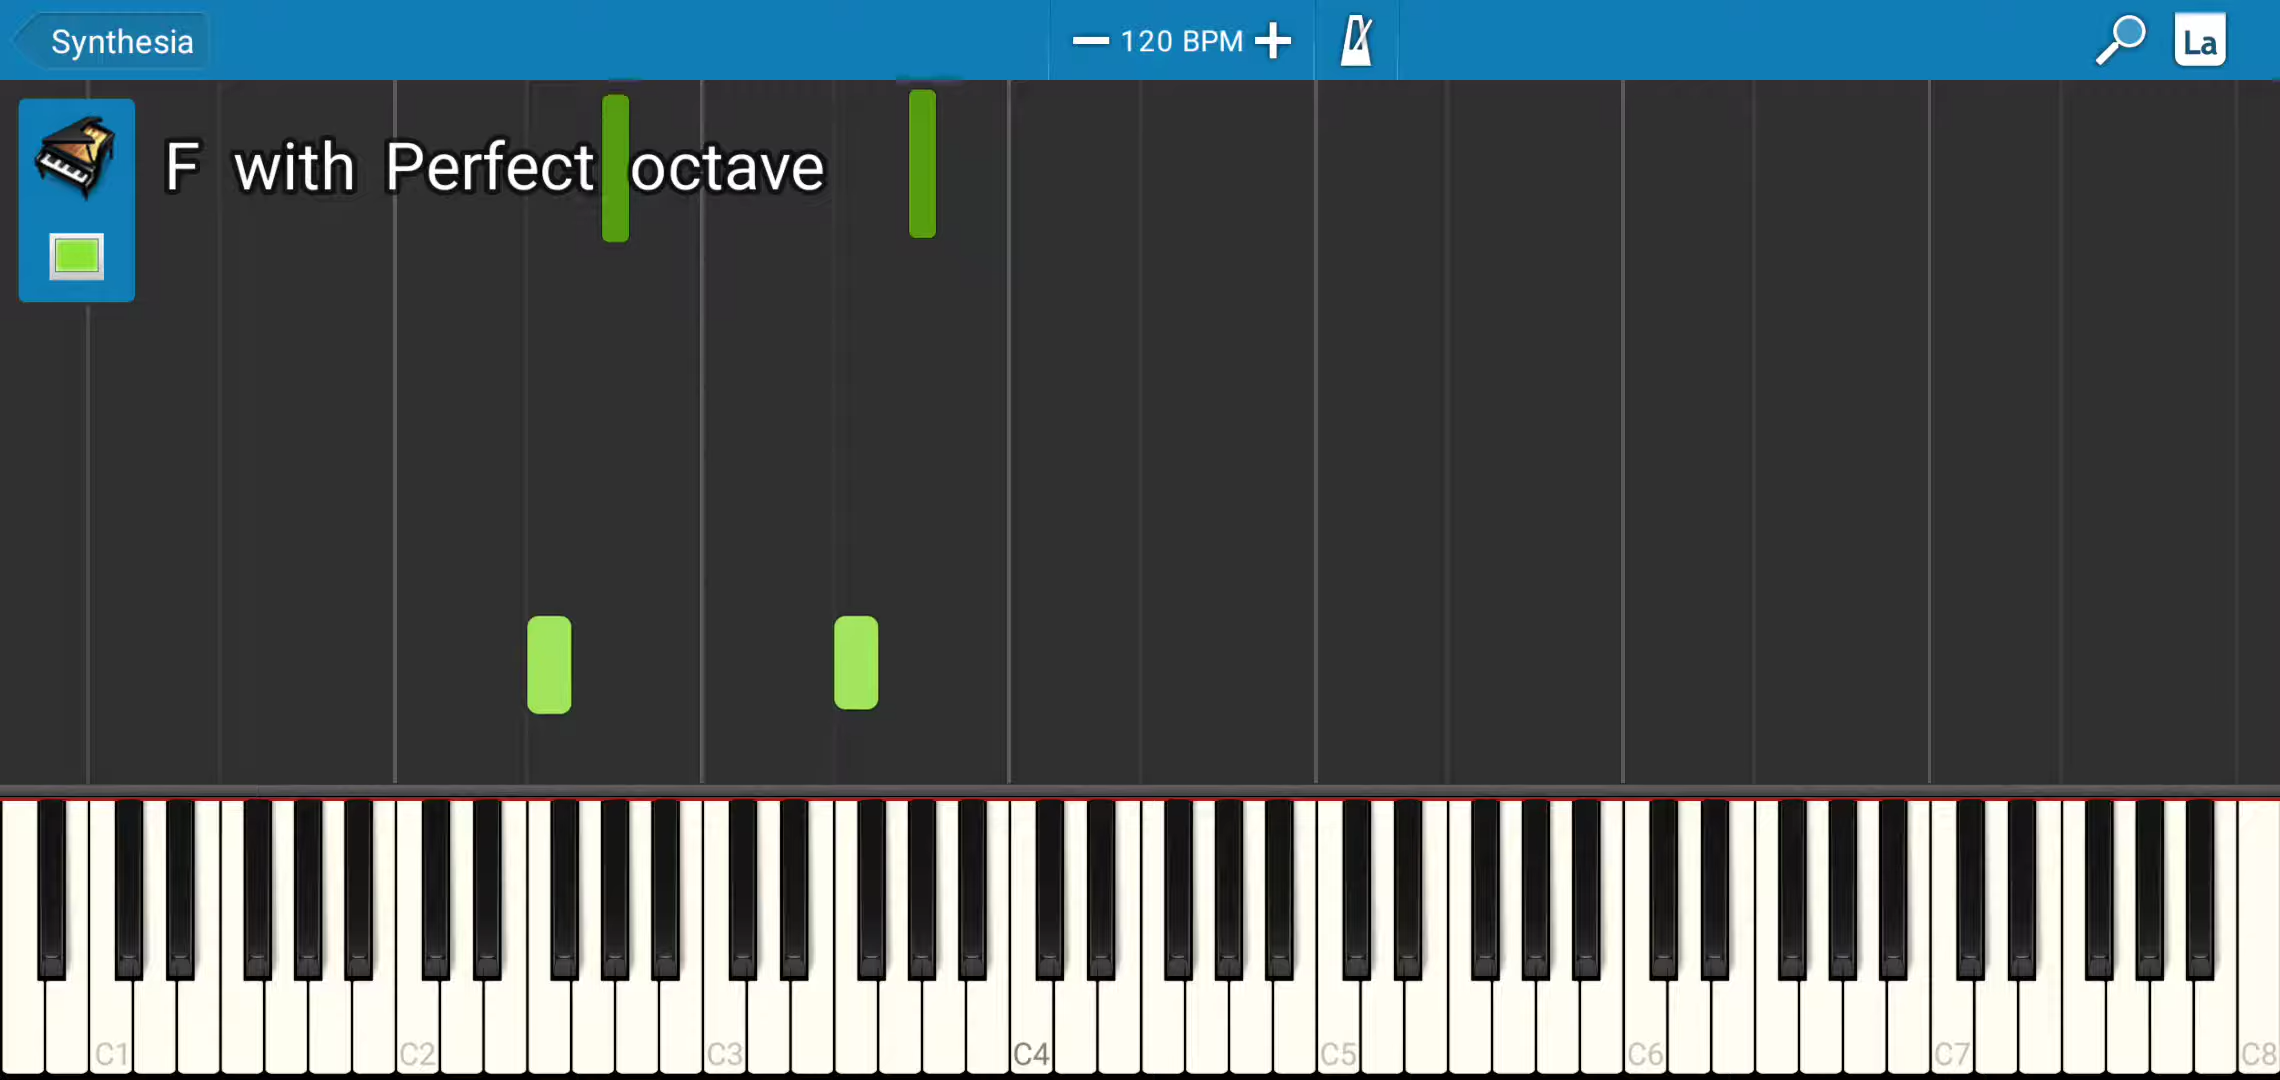 Synthesia
120 BPM
La
F with Perfect octave
C1 C2 C3 C4 C5 C6 C7 C8